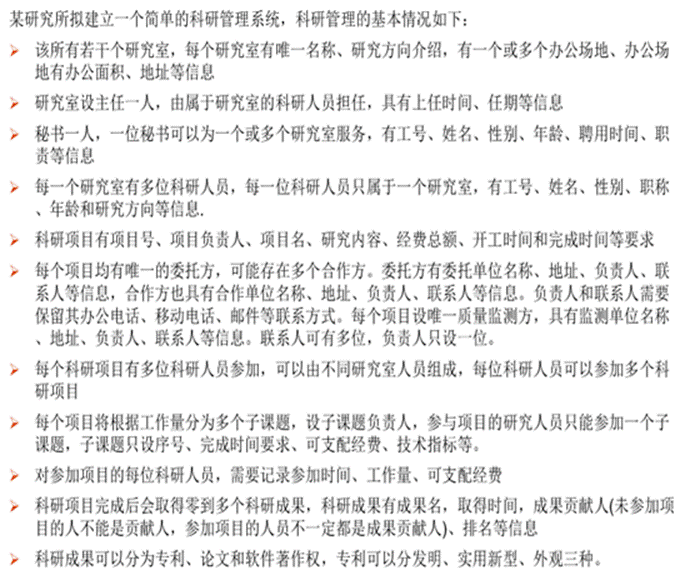 某研究所拟建立一个简单的科研管理系统，科研管理的基本情况如下：
该所有若干个研究室，每个研究室有唯一名称、研究方向介绍，有一个或多个办公场地、办公场
地有办公面积、地址等信息
研究室设主任一人，由属于研究室的科研人员担任，具有上任时间、任期等信息
秘书一人，一位秘书可以为一个或多个研究室服务，有工号、姓名、性别、年龄、聘用时间、职
责等信息
每一个研究室有多位科研人员，每一位科研人员只属于一个研究室，有工号、姓名、性别、职称
、年龄和研究方向等信息.
科研项目有项目号、项目负责人、项目名、研究内容、经费总额、开工时间和完成时间等要求
每个项目均有唯一的委托方，可能存在多个合作方。委托方有委托单位名称、地址、负责人、联
系人等信息，合作方也具有合作单位名称、地址、负责人、联系人等信息。负责人和联系人需要
保留其办公电话、移动电话、邮件等联系方式。每个项目设唯一质量监测方，具有监测单位名称
、地址、负责人、联系人等信息。联系人可有多位，负责人只设一位。
每个科研项目有多位科研人员参加，可以由不同研究室人员组成，每位科研人员可以参加多个科
研项目
每个项目将根据工作量分为多个子课题，设子课题负责人，参与项目的研究人员只能参加一个子
课题，子课题只设序号、完成时间要求、可支配经费、技术指标等。
对参加项目的每位科研人员，需要记录参加时间、工作量、可支配经费
科研项目完成后会取得零到多个科研成果，科研成果有成果名，取得时间，成果贡献人(未参加项
目的人不能是贡献人，参加项目的人员不一定都是成果贡献人)、排名等信息
科研成果可以分为专利、论文和软件著作权，专利可以分发明、实用新型、外观三种。